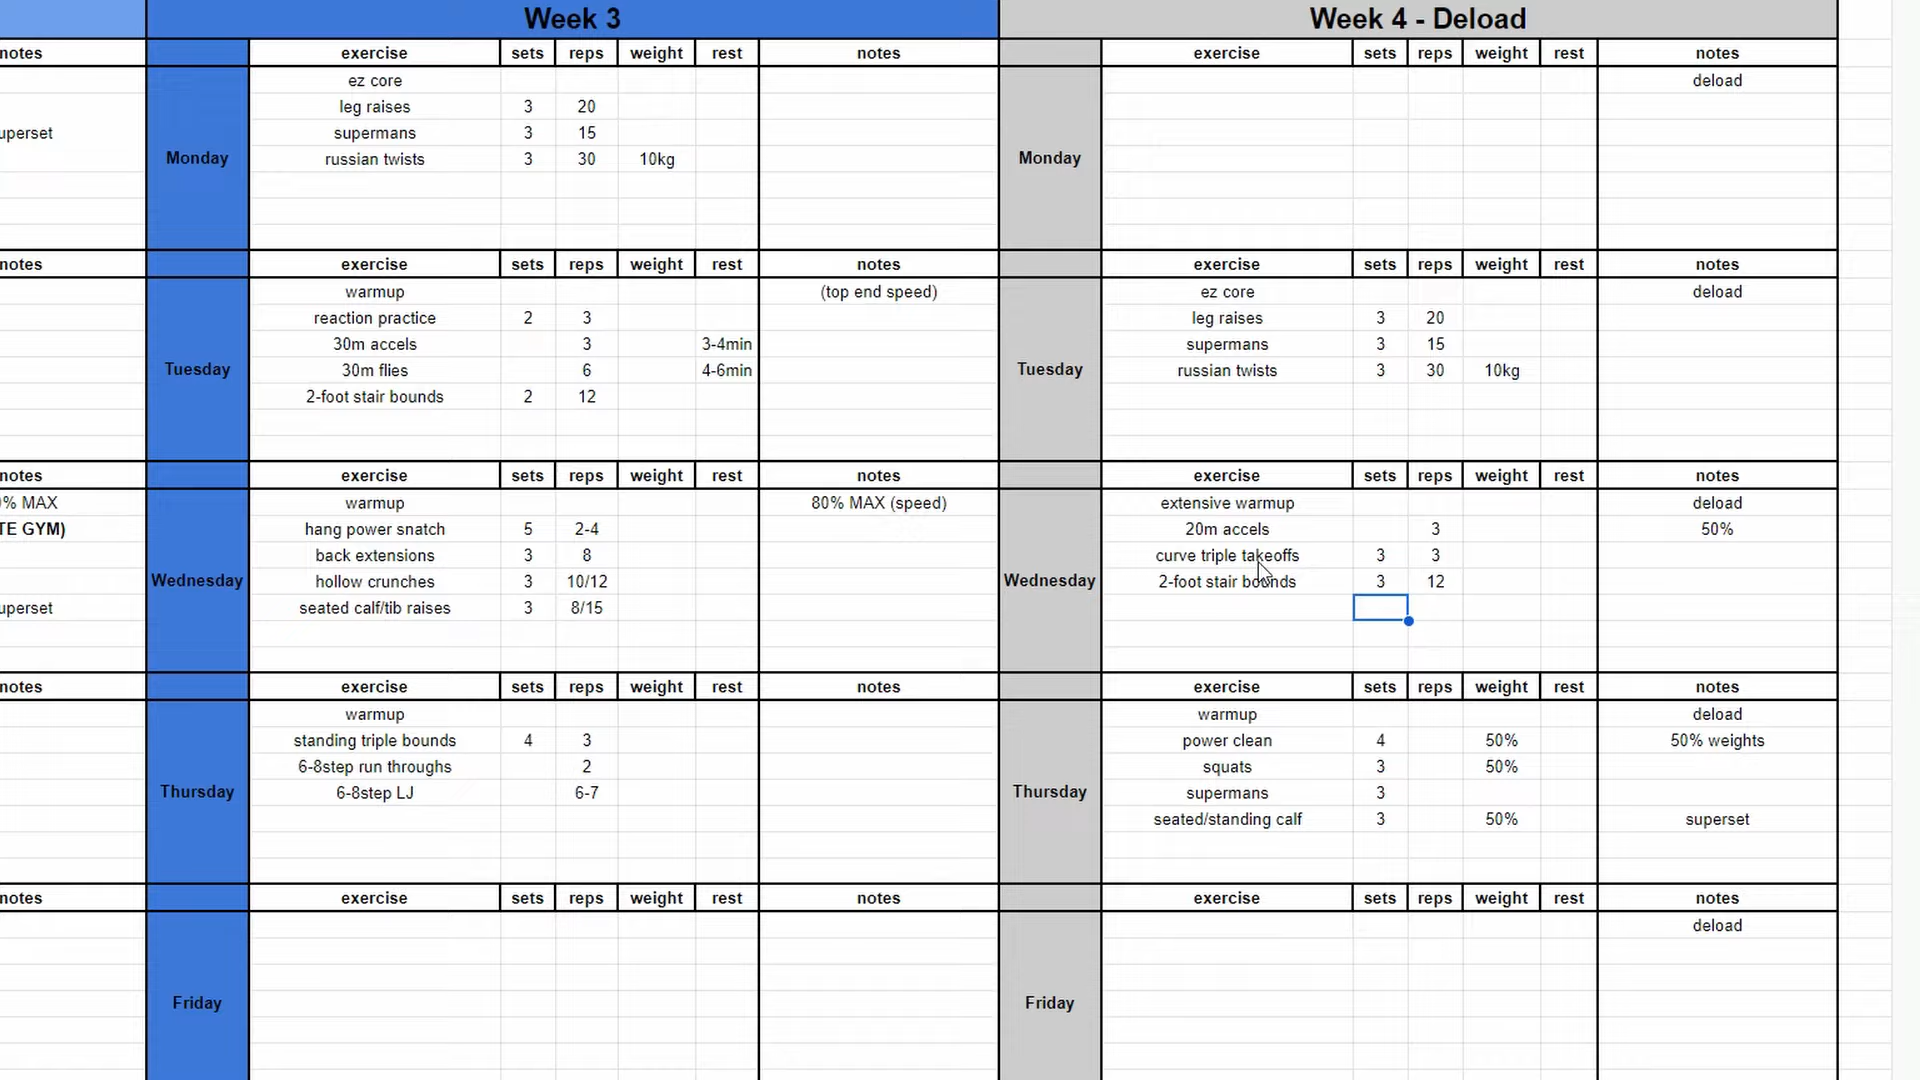 Week 3 Week 4 - Deload
notes exercise sets reps weight rest notes exercise sets reps weight rest notes
ez core deload
leg raises 3 20
uperset supermans 3 15
Monday russian twists 3 30 10kg Monday
notes exercise sets reps weight rest notes exercise sets reps weight rest notes
warmup (top end speed) ez core deload
reaction practice 2 3 leg raises 3 20
30m accels 3 3-4min supermans 3 15
Tuesday 30m flies 6 4-6min Tuesday russian twists 3 30 10kg
2-foot stair bounds 2 12
notes exercise sets reps weight rest notes exercise sets reps weight rest notes
% MAX warmup 80% MAX (speed) extensive warmup deload
TE GYM) hang power snatch 5 2-4 20m accels 3 50%
back extensions 3 8 curve triple takeoffs 3 3
Wednesday hollow crunches 3 10/12 Wednesday 2-foot stair bounds 3 12
uperset seated calf/tib raises 3 8/15
notes exercise sets reps weight rest notes exercise sets reps weight rest notes
warmup warmup deload
standing triple bounds 4 3 power clean 4 50% 50% weights
6-8step run throughs 2 squats 3 50%
Thursday 6-8step LJ 6-7 Thursday supermans 3
seated/standing calf 3 50% superset
notes exercise sets reps weight rest notes exercise sets reps weight rest notes
deload
Friday Friday